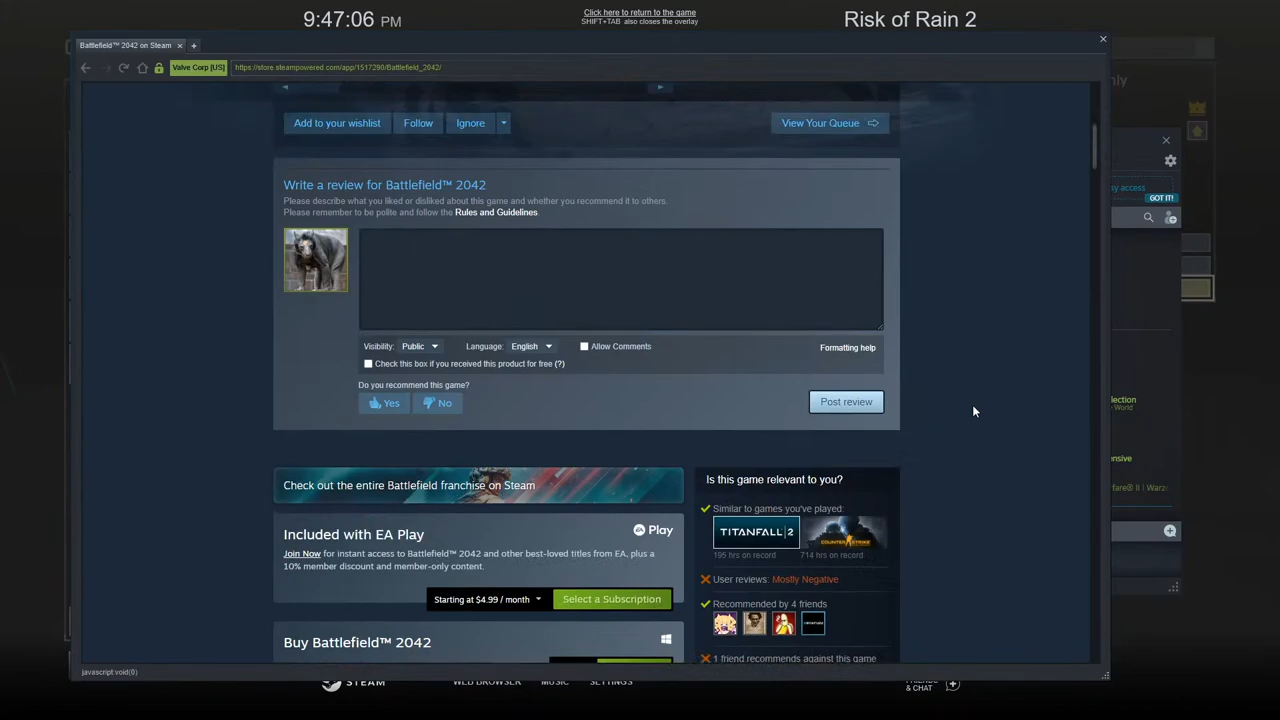 9:47:06 PM
Click here to return to the game
SHIFT+TAB also closes the overlay
Risk of Rain 2
Battlefield™ 2042 on Steam
Valve Corp [US]
https://store.steampowered.com/app/1517290/Battlefield_2042/
Add to your wishlist
Follow
Ignore
View Your Queue
Write a review for Battlefield™ 2042
Please describe what you liked or disliked about this game and whether you recommend it to others.
Please remember to be polite and follow the Rules and Guidelines.
Visibility: Public
Language: English
Allow Comments
Formatting help
Check this box if you received this product for free (?)
Do you recommend this game?
Yes
No
Post review
Check out the entire Battlefield franchise on Steam
Included with EA Play
EA Play
Join Now for instant access to Battlefield™ 2042 and other best-loved titles from EA, plus a
10% member discount and member-only content.
Starting at $4.99 / month
Select a Subscription
Buy Battlefield™ 2042
Is this game relevant to you?
Similar to games you've played:
TITANFALL 2
COUNTER STRIKE
195 hrs on record
714 hrs on record
User reviews: Mostly Negative
Recommended by 4 friends
1 friend recommends against this game
access
GOT IT!
World
javascript:void(0)
STEAM
WEB BROWSER
MUSIC
SETTINGS
& CHAT